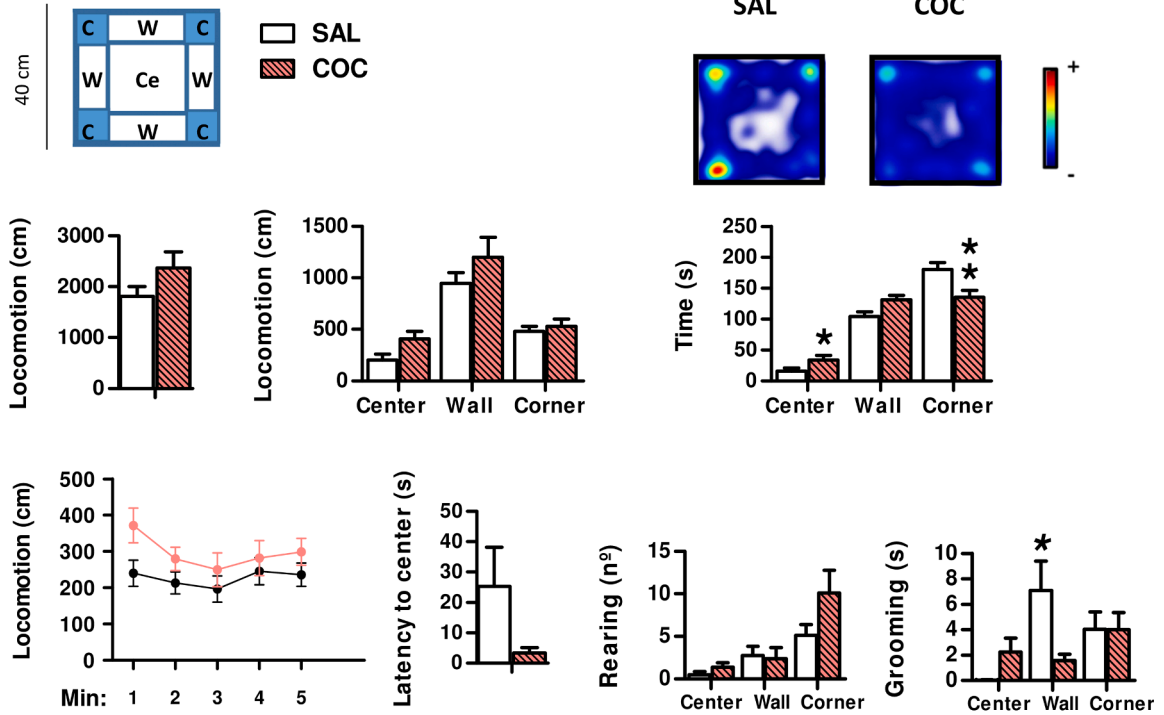 SAL
COC
40 cm
C W C
W Ce W
C W C
SAL
COC
+
-
Locomotion (cm)
3000
2000
1000
0
Locomotion (cm)
1500
1000
500
0
Center Wall Corner
Time (s)
250
200
150
100
50
0
*
*
*
Center Wall Corner
Locomotion (cm)
500
400
300
200
100
0
Min: 1 2 3 4 5
Latency to center (s)
50
40
30
20
10
0
Rearing (nº)
15
10
5
0
Center Wall Corner
Grooming (s)
10
8
6
4
2
0
*
Center Wall Corner